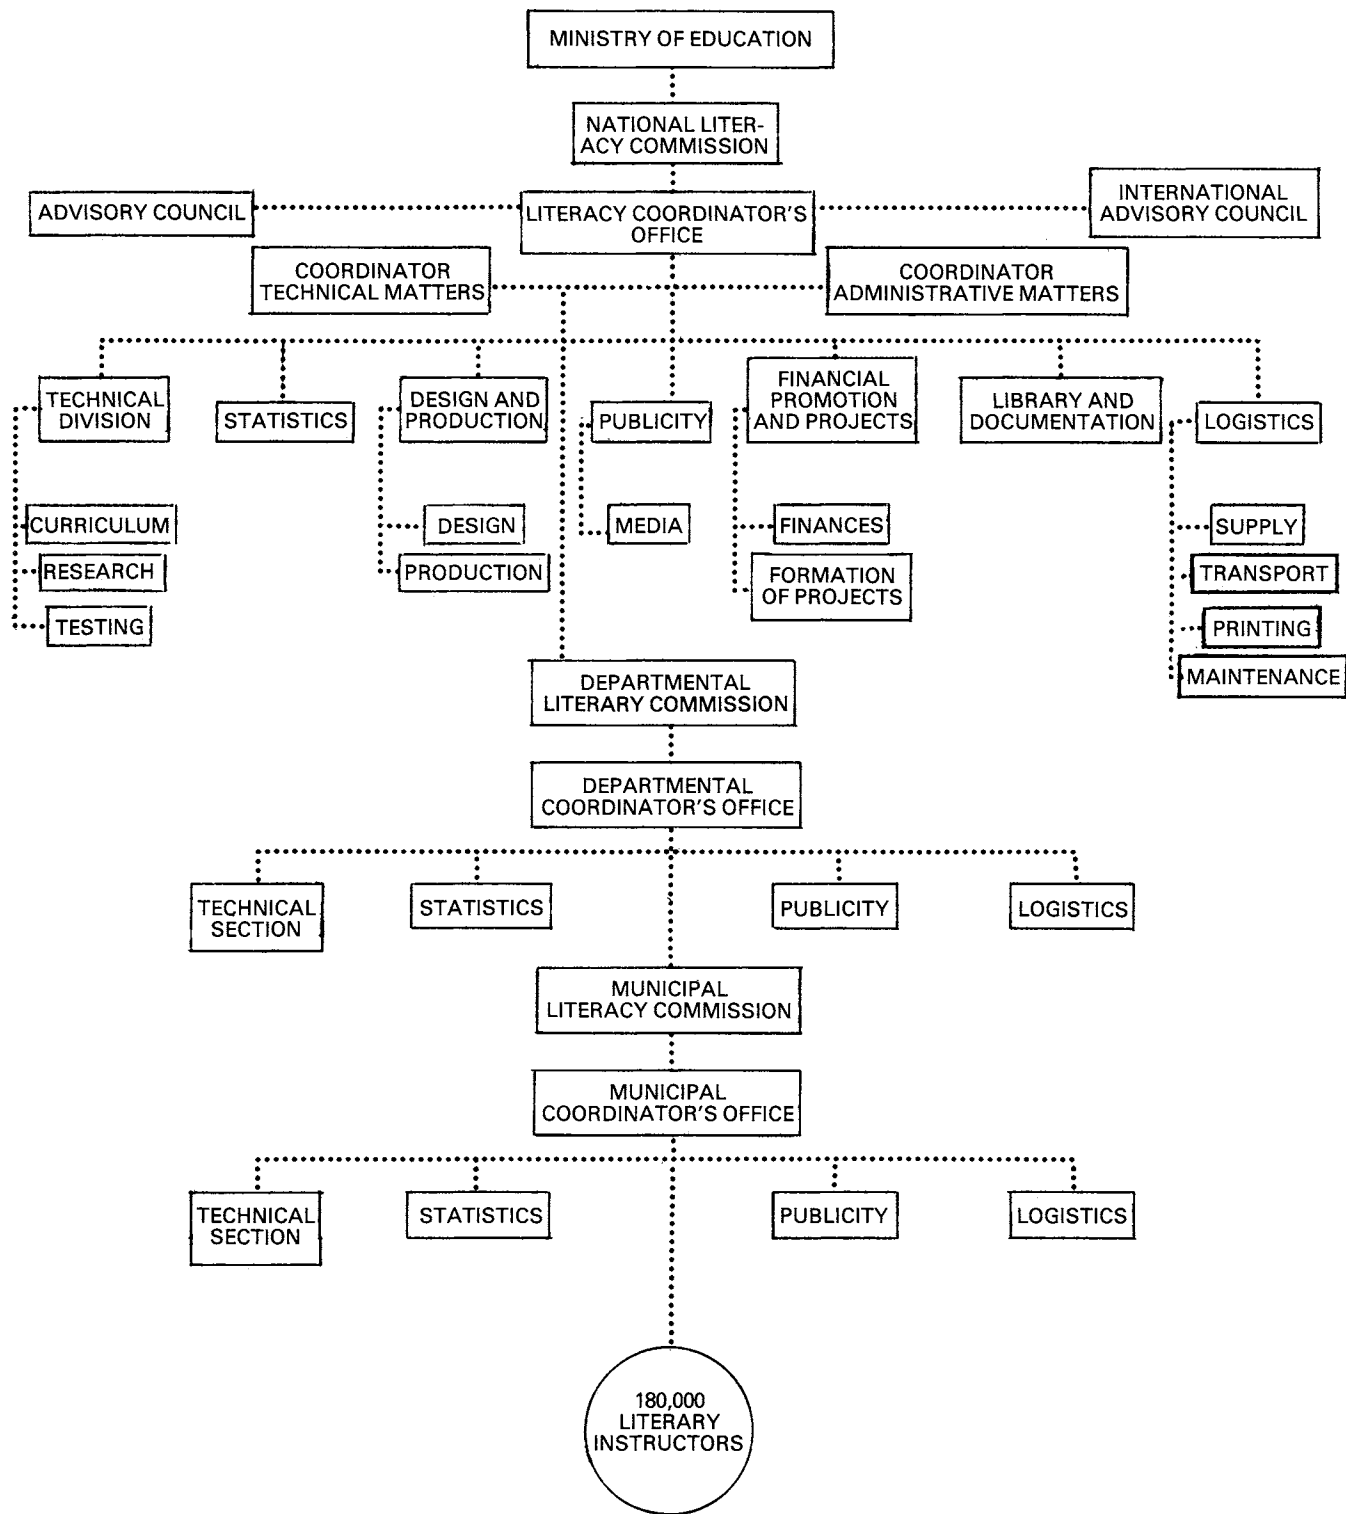 MINISTRY OF EDUCATION
NATIONAL LITER-
ACY COMMISSION
ADVISORY COUNCIL
LITERACY COORDINATOR'S
OFFICE
INTERNATIONAL
ADVISORY COUNCIL
COORDINATOR
TECHNICAL MATTERS
COORDINATOR
ADMINISTRATIVE MATTERS
TECHNICAL
DIVISION
STATISTICS
DESIGN AND
PRODUCTION
PUBLICITY
FINANCIAL
PROMOTION
AND PROJECTS
LIBRARY AND
DOCUMENTATION
LOGISTICS
CURRICULUM
RESEARCH
TESTING
DESIGN
PRODUCTION
MEDIA
FINANCES
FORMATION
OF PROJECTS
SUPPLY
TRANSPORT
PRINTING
MAINTENANCE
DEPARTMENTAL
LITERARY COMMISSION
DEPARTMENTAL
COORDINATOR'S OFFICE
TECHNICAL
SECTION
STATISTICS
PUBLICITY
LOGISTICS
MUNICIPAL
LITERACY COMMISSION
MUNICIPAL
COORDINATOR'S OFFICE
TECHNICAL
SECTION
STATISTICS
PUBLICITY
LOGISTICS
180,000
LITERARY
INSTRUCTORS